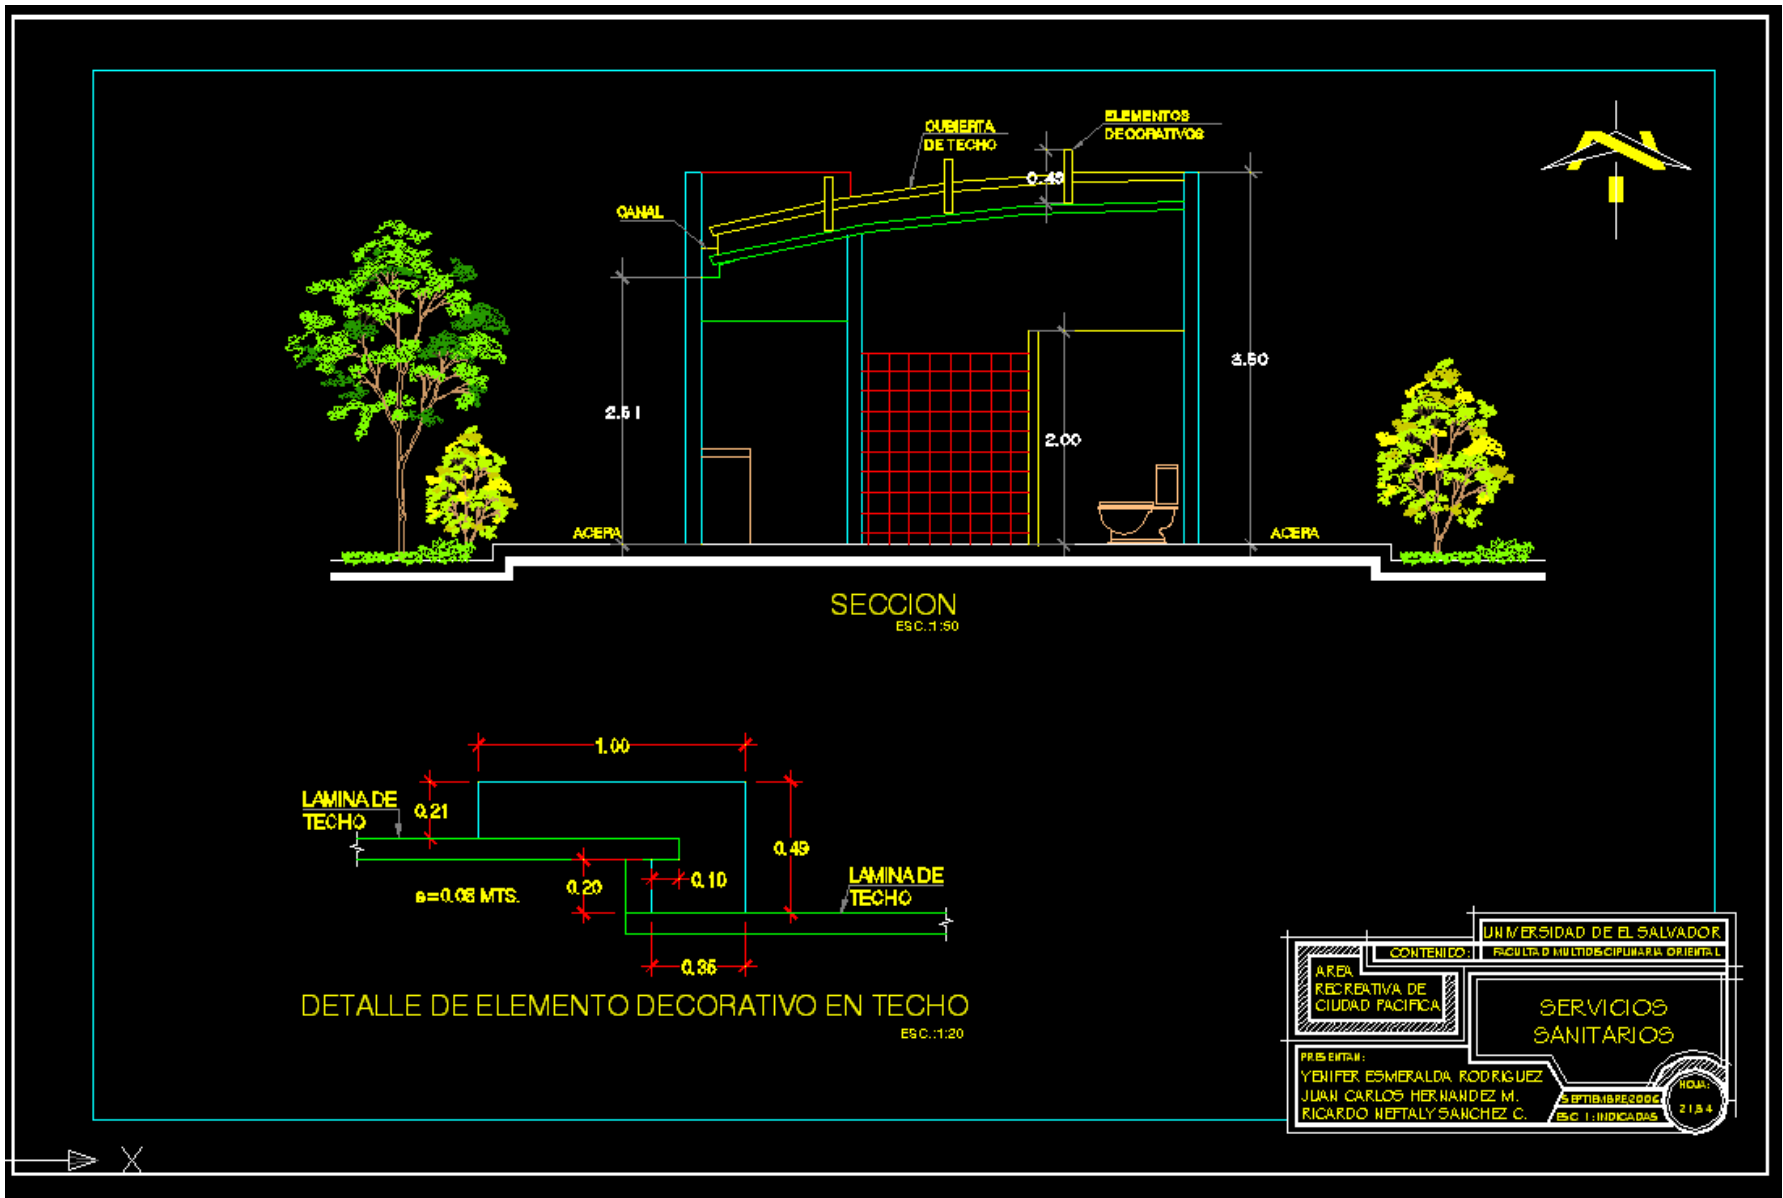 CUBIERTA
DE TECHO
ELEMENTOS
DECORATIVOS
CANAL
0.49
2.51
2.00
3.50
ACERA
ACERA
SECCION
ESC.:1:50
1.00
LAMINA DE
TECHO
0.21
0.49
0.20
0.10
LAMINA DE
TECHO
e=0.05 MTS.
0.35
DETALLE DE ELEMENTO DECORATIVO EN TECHO
ESC.:1:20
UNIVERSIDAD DE EL SALVADOR
CONTENIDO:
FACULTAD MULTIDISCIPLINARIA ORIENTAL
AREA
RECREATIVA DE
CIUDAD PACIFICA
SERVICIOS
SANITARIOS
PRESENTAN:
YENIFER ESMERALDA RODRIGUEZ
JUAN CARLOS HERNANDEZ M.
RICARDO NEFTALY SANCHEZ C.
SEPTIEMBRE/2006
ESC 1: INDICADAS
HOJA:
X